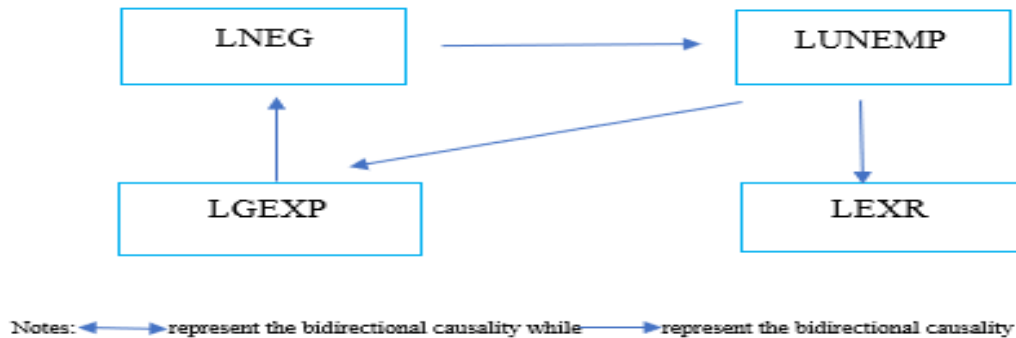 LNEG
LUNEMP
LGEXP
LEXR
Notes: represent the bidirectional causality while represent the bidirectional causality